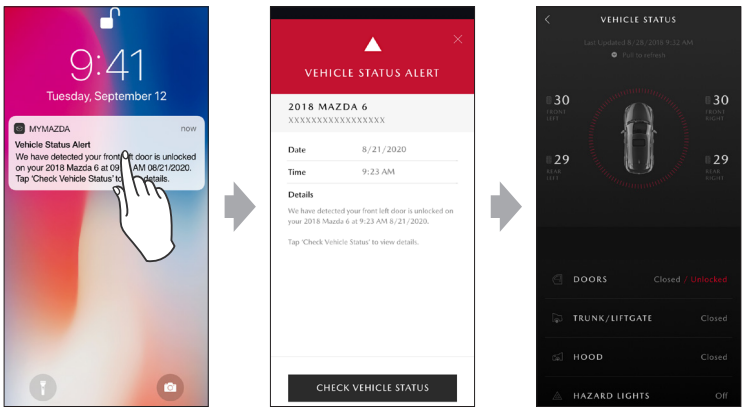 9:41
Tuesday, September 12
MYMAZDA now
Vehicle Status Alert
We have detected your front left door is unlocked
on your 2018 Mazda 6 at 09 AM 08/21/2020.
Tap 'Check Vehicle Status' to details.
VEHICLE STATUS ALERT
2018 MAZDA 6
XXXXXXXXXXXXXXXXX
Date 8/21/2020
Time 9:23 AM
Details
We have detected your front left door is unlocked on
your 2018 Mazda 6 at 9:23 AM 8/21/2020.
Tap 'Check Vehicle Status' to view details.
CHECK VEHICLE STATUS
VEHICLE STATUS
Last Updated 8/28/2018 9:32 AM
Pull to refresh
30
FRONT
LEFT
30
FRONT
RIGHT
29
REAR
LEFT
29
REAR
RIGHT
DOORS Closed / Unlocked
TRUNK/LIFTGATE Closed
HOOD Closed
HAZARD LIGHTS Off